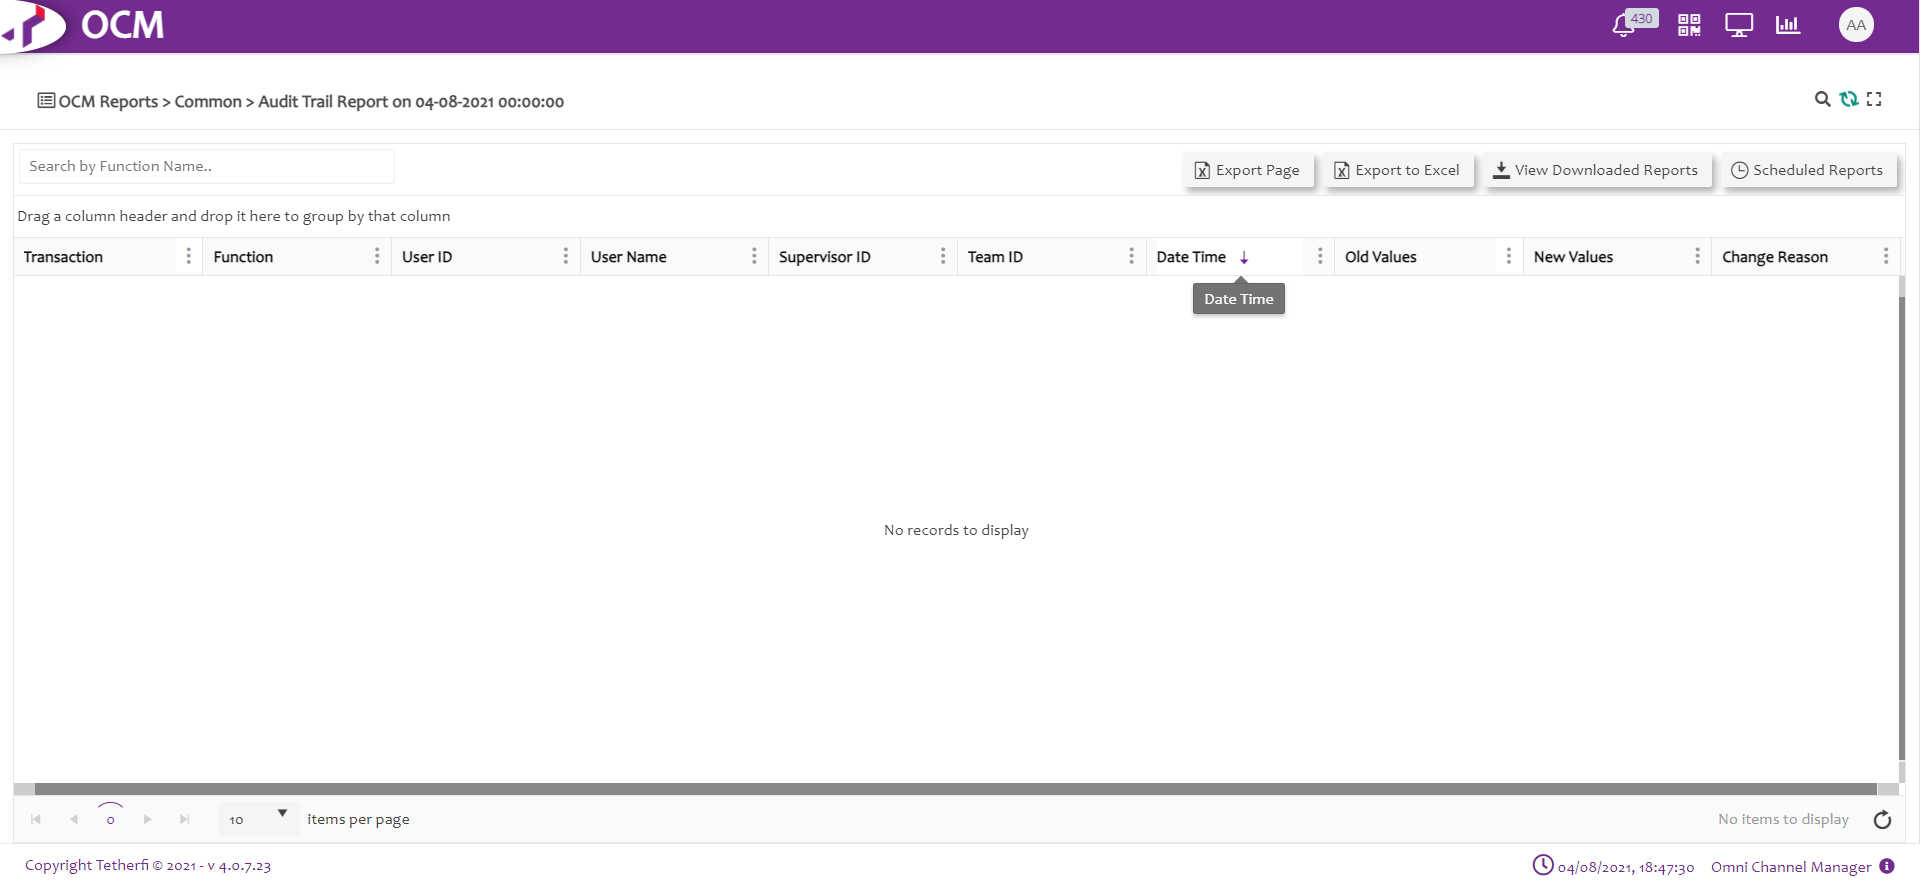 OCM
430
AA
OCM Reports > Common > Audit Trail Report on 04-08-2021 00:00:00
Search by Function Name..
Export Page
Export to Excel
View Downloaded Reports
Scheduled Reports
Drag a column header and drop it here to group by that column
Transaction
Function
User ID
User Name
Supervisor ID
Team ID
Date Time
Old Values
New Values
Change Reason
Date Time
No records to display
0
10
items per page
No items to display
Copyright Tetherfi © 2021 - v 4.0.7.23
04/08/2021, 18:47:30
Omni Channel Manager